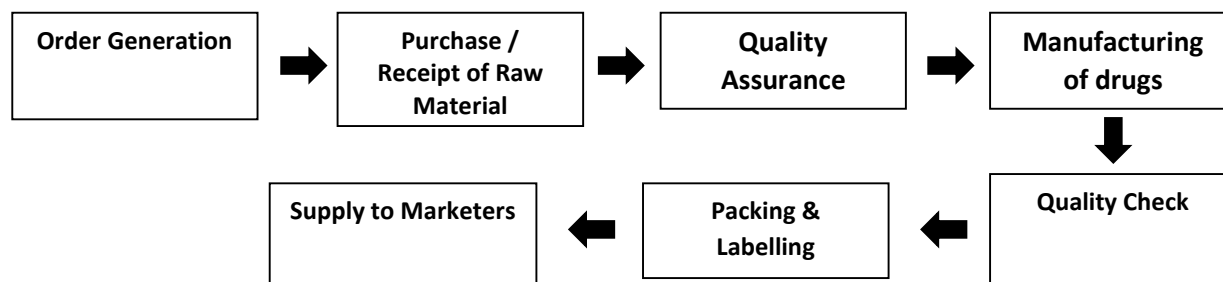 Order Generation
Purchase /
Receipt of Raw
Material
Quality
Assurance
Manufacturing
of drugs
Quality Check
Packing &
Labelling
Supply to Marketers